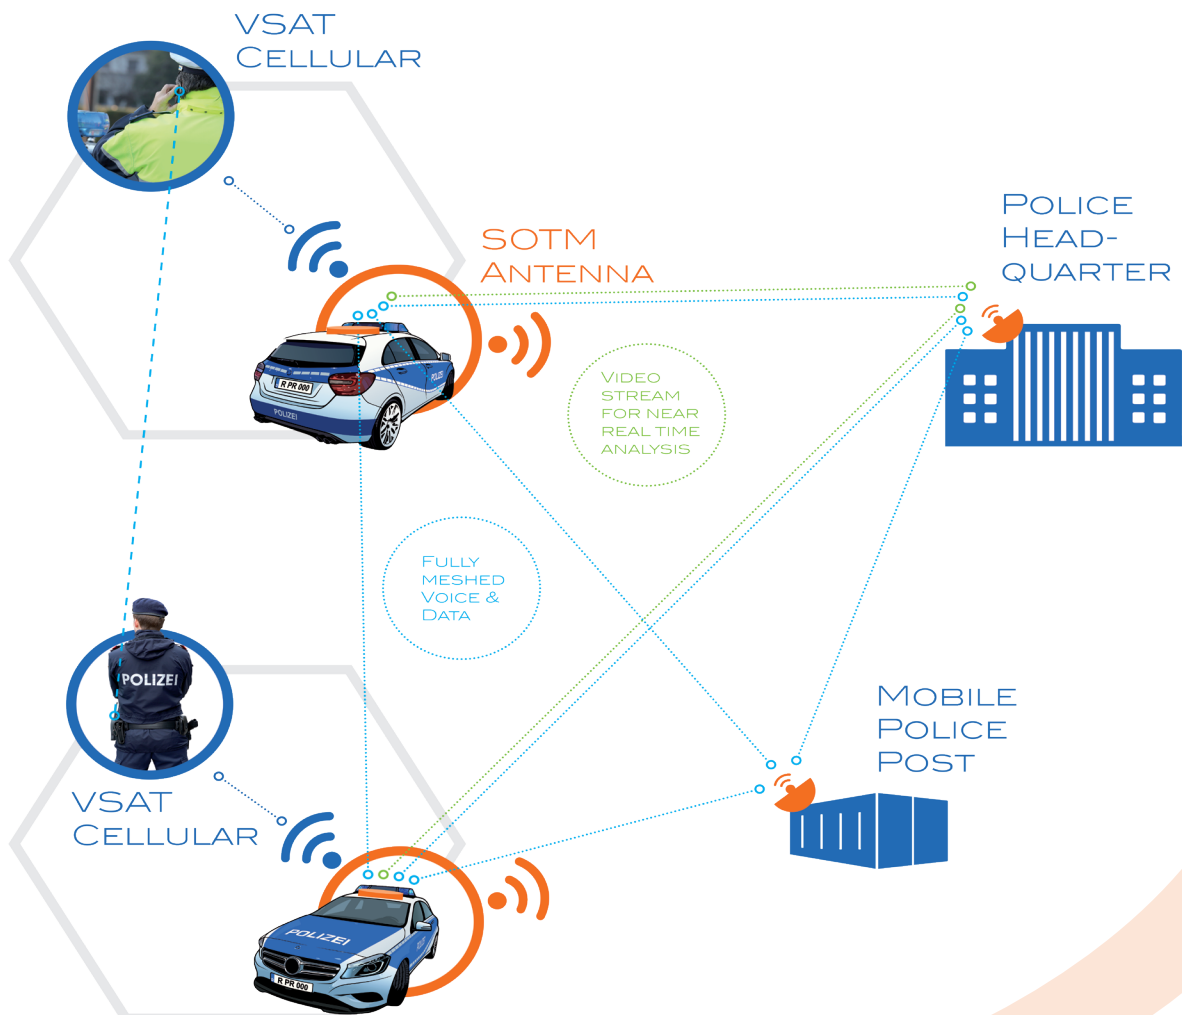 VSAT
CELLULAR
SOTM
ANTENNA
POLICE
HEAD-
QUARTER
R PR 000
POLIZEI
POLIZEI
VIDEO
STREAM
FOR NEAR
REAL TIME
ANALYSIS
FULLY
MESHED
VOICE &
DATA
POLIZEI
MOBILE
POLICE
POST
VSAT
CELLULAR
POLIZEI
R PR 000